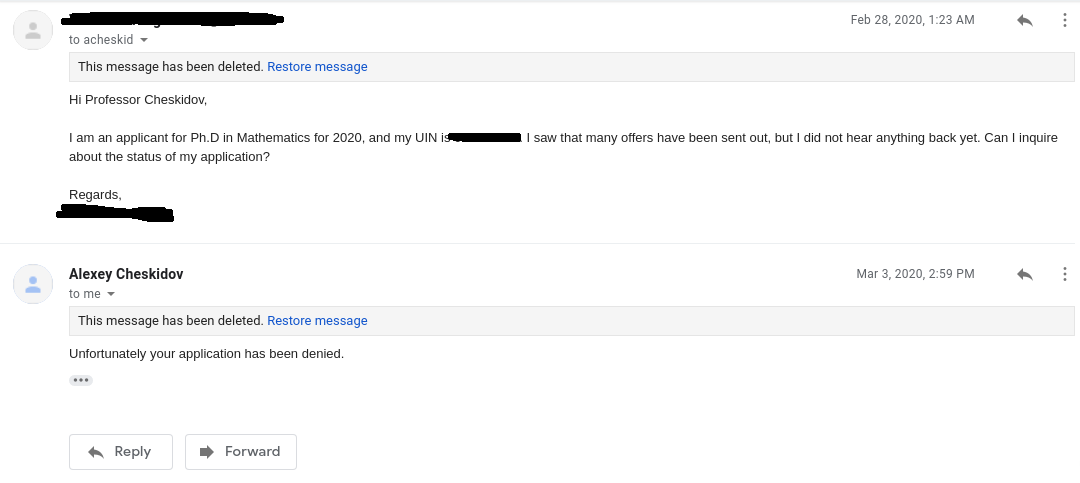 Feb 28, 2020, 1:23 AM
to acheskid
This message has been deleted. Restore message
Hi Professor Cheskidov,
I am an applicant for Ph.D in Mathematics for 2020, and my UIN is I saw that many offers have been sent out, but I did not hear anything back yet. Can I inquire
about the status of my application?
Regards,
Alexey Cheskidov Mar 3, 2020, 2:59 PM
to me
This message has been deleted. Restore message
Unfortunately your application has been denied.
Reply Forward